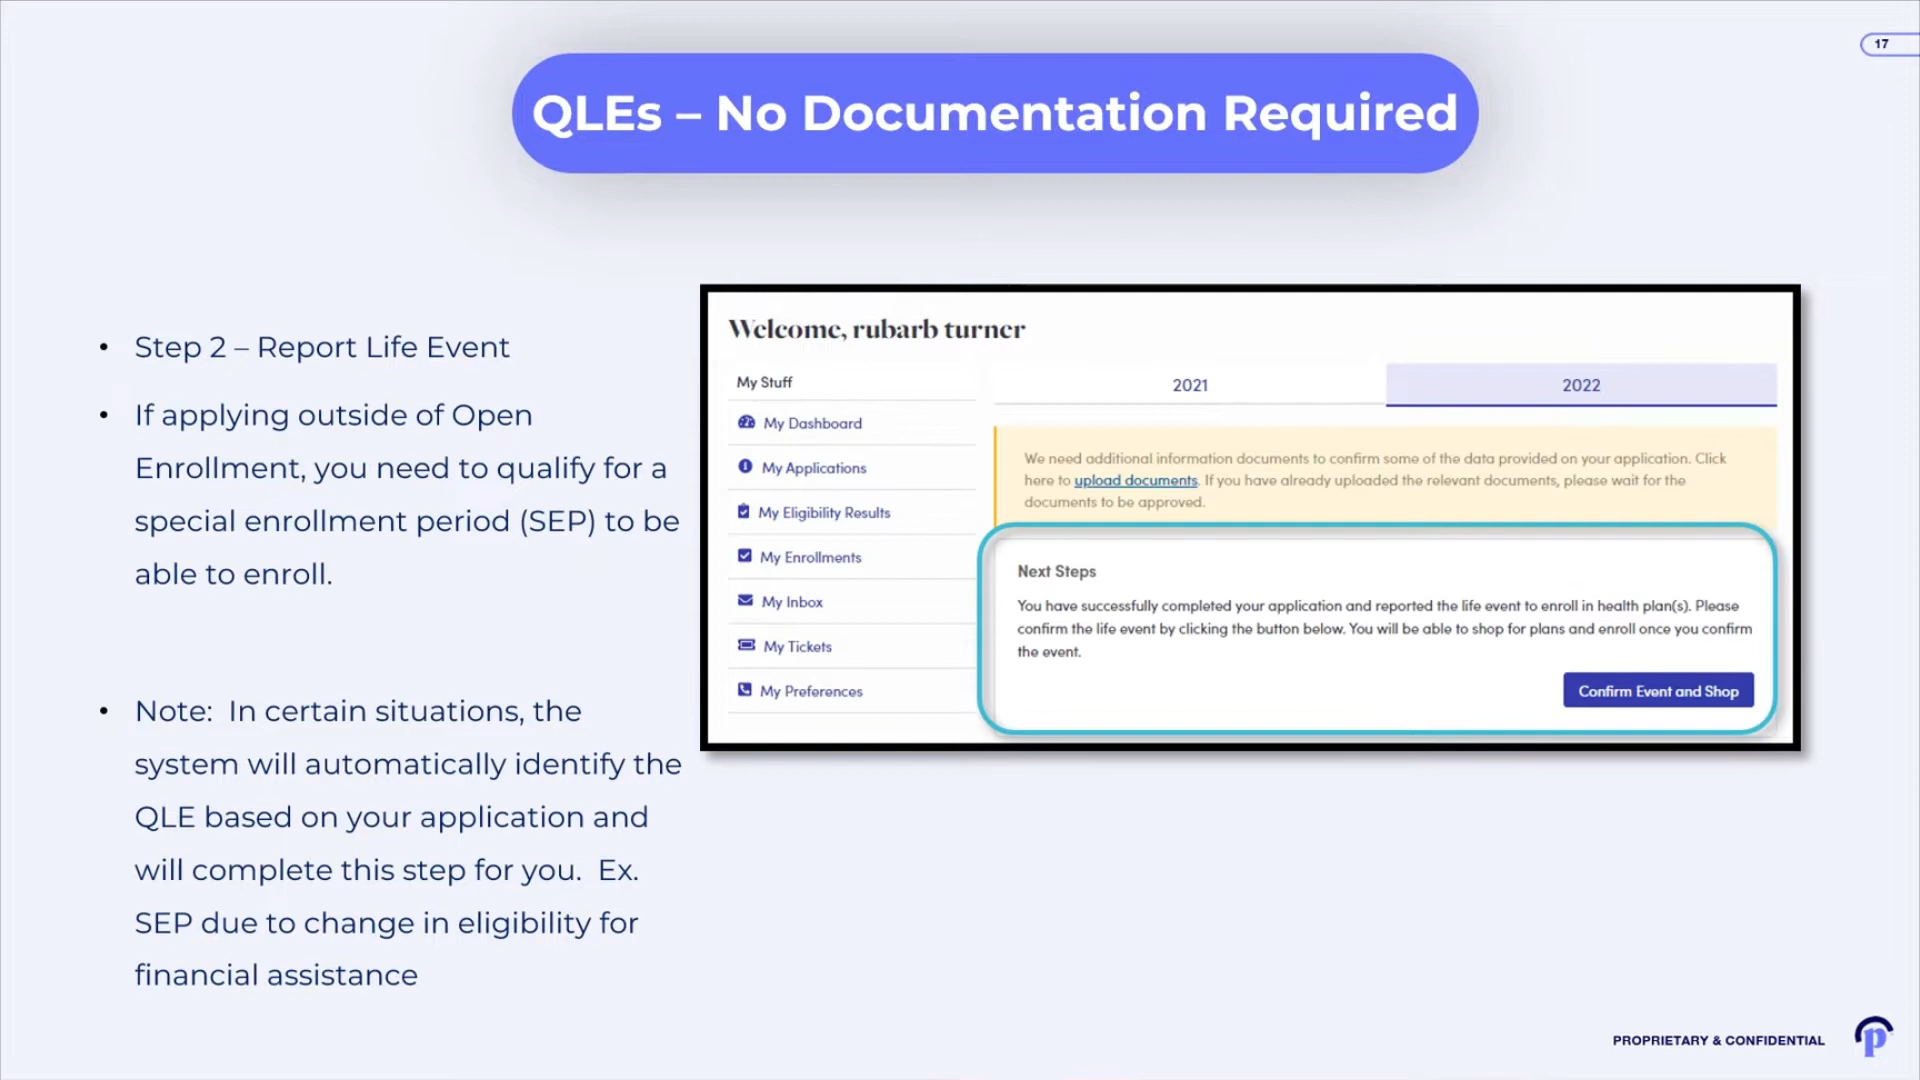 17
QLEs – No Documentation Required
• Step 2 – Report Life Event
• If applying outside of Open
Enrollment, you need to qualify for a
special enrollment period (SEP) to be
able to enroll.
• Note:  In certain situations, the
system will automatically identify the
QLE based on your application and
will complete this step for you.  Ex.
SEP due to change in eligibility for
financial assistance
Welcome, rubarb turner
My Stuff
My Dashboard
My Applications
My Eligibility Results
My Enrollments
My Inbox
My Tickets
My Preferences
2021
2022
We need additional information documents to confirm some of the data provided on your application. Click
here to upload documents. If you have already uploaded the relevant documents, please wait for the
documents to be approved.
Next Steps
You have successfully completed your application and reported the life event to enroll in health plan(s). Please
confirm the life event by clicking the button below. You will be able to shop for plans and enroll once you confirm
the event.
Confirm Event and Shop
PROPRIETARY & CONFIDENTIAL
p